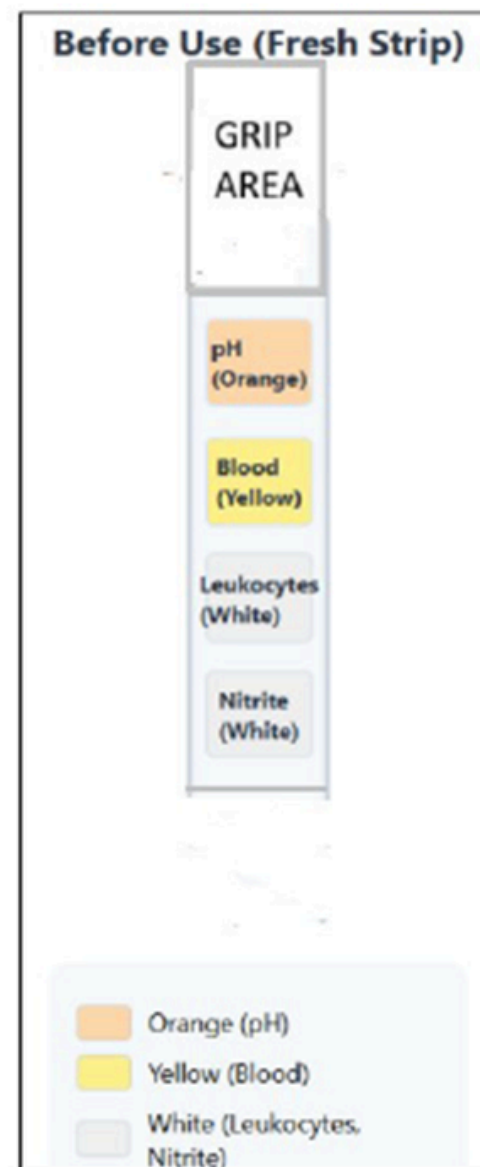 Before Use (Fresh Strip)
GRIP
AREA
pH
(Orange)
Blood
(Yellow)
Leukocytes
(White)
Nitrite
(White)
Orange (pH)
Yellow (Blood)
White (Leukocytes,
Nitrite)